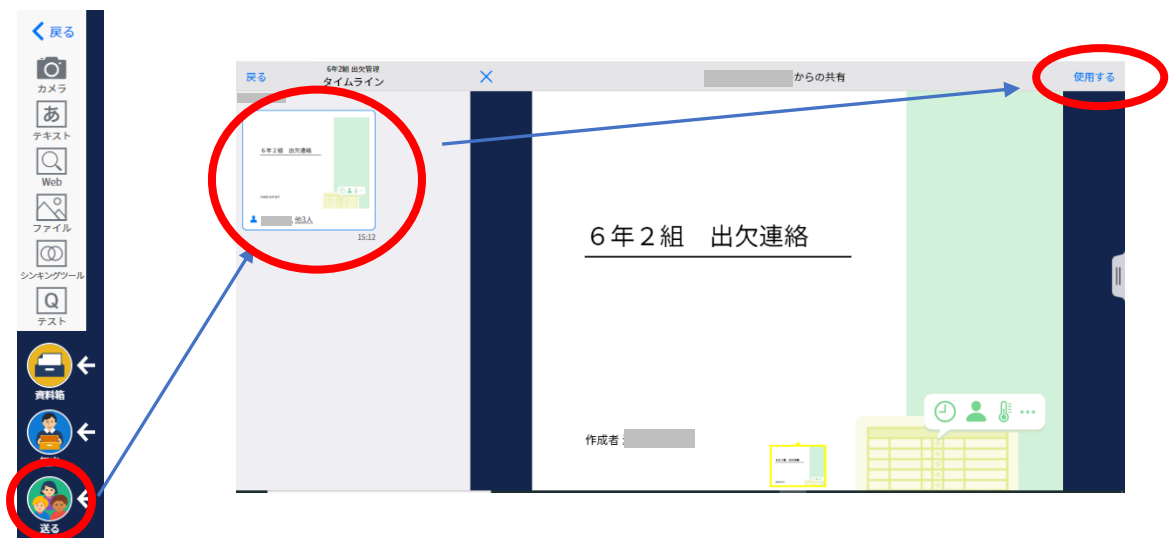 戻る
カメラ
あ
テキスト
Web
ファイル
シンキングツール
Q
テスト
資料箱
送る
戻る
6年2組 出欠管理
タイムライン
からの共有
使用する
６年２組　出欠連絡
他3人
15:12
６年２組　出欠連絡
作成者